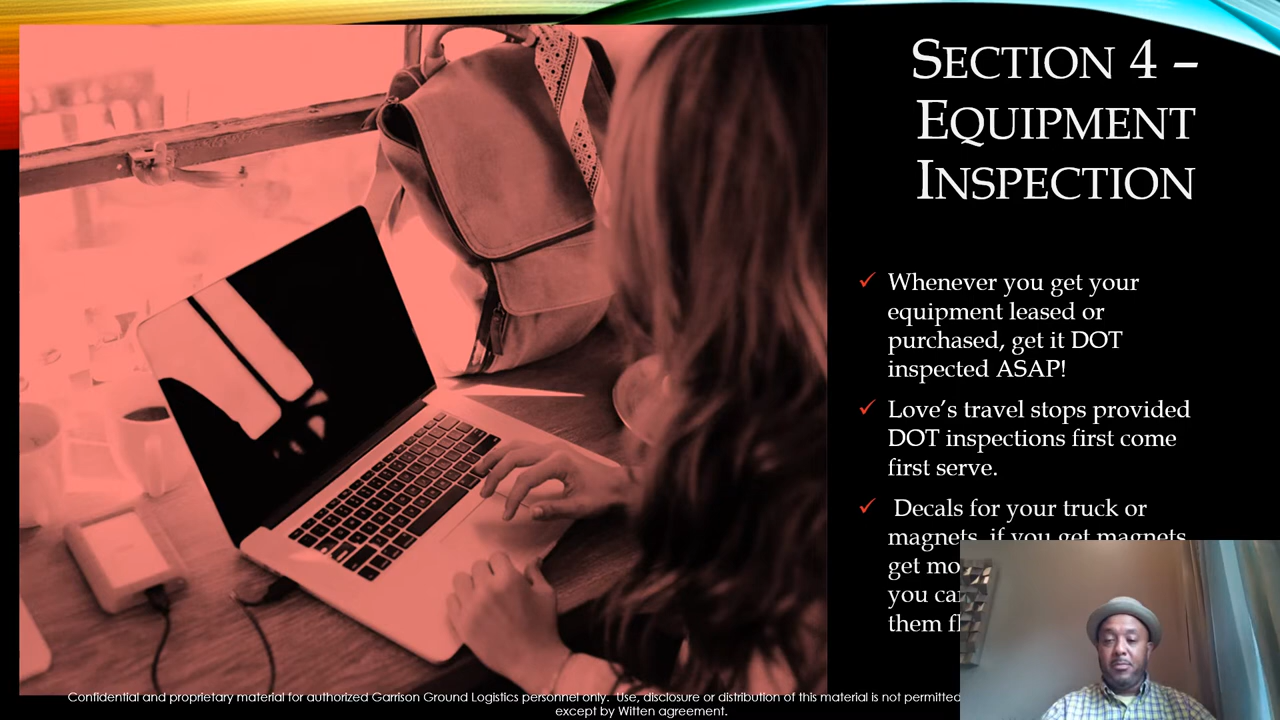 SECTION 4 –
EQUIPMENT
INSPECTION
Whenever you get your
equipment leased or
purchased, get it DOT
inspected ASAP!
Love’s travel stops provided
DOT inspections first come
first serve.
Decals for your truck or
magnets, if you get magnets
get
you
them
Confidential and proprietary material for authorized Garrison Ground Logistics personnel only. Use, disclosure or distribution of this material is not permitted
except by Witten agreement.